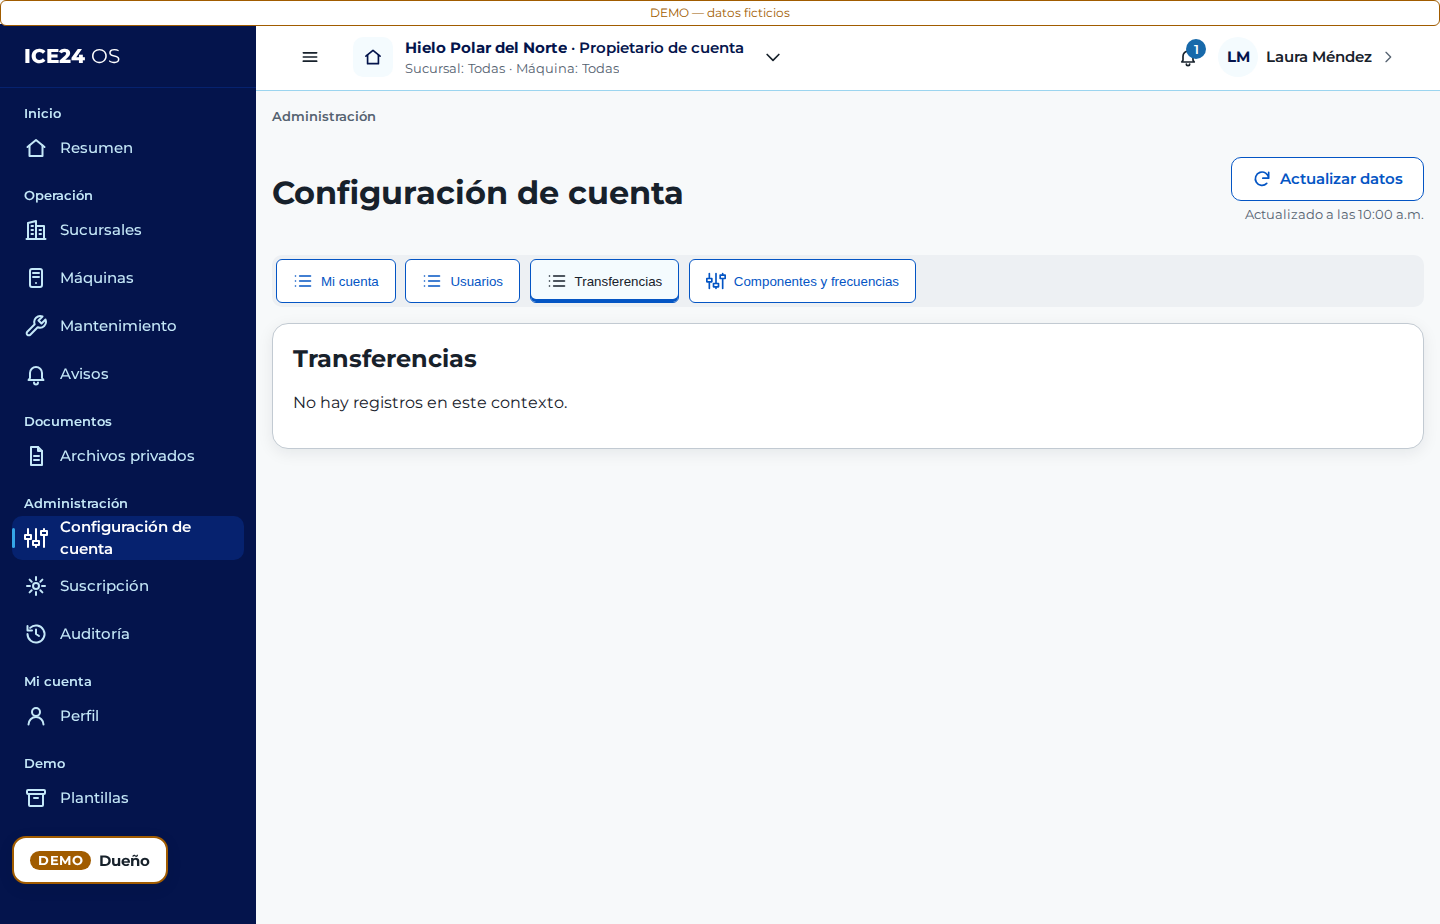 DEMO — datos ficticios
ICE24 OS
Inicio
Resumen
Operación
Sucursales
Máquinas
Mantenimiento
Avisos
Documentos
Archivos privados
Administración
Configuración de
cuenta
Suscripción
Auditoría
Mi cuenta
Perfil
Demo
Plantillas
DEMO Dueño
Hielo Polar del Norte · Propietario de cuenta
Sucursal: Todas · Máquina: Todas
1
LM Laura Méndez
Administración
Configuración de cuenta
Actualizar datos
Actualizado a las 10:00 a.m.
Mi cuenta
Usuarios
Transferencias
Componentes y frecuencias
Transferencias
No hay registros en este contexto.